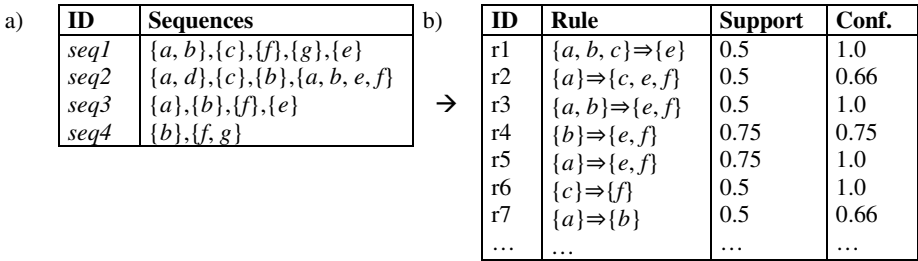 a)
ID Sequences
seq1 {a, b},{c},{f},{g},{e}
seq2 {a, d},{c},{b},{a, b, e, f}
seq3 {a},{b},{f},{e}
seq4 {b},{f, g}
→
b)
ID Rule Support Conf.
r1 {a, b, c}⇒{e} 0.5 1.0
r2 {a}⇒{c, e, f} 0.5 0.66
r3 {a, b}⇒{e, f} 0.5 1.0
r4 {b}⇒{e, f} 0.75 0.75
r5 {a}⇒{e, f} 0.75 1.0
r6 {c}⇒{f} 0.5 1.0
r7 {a}⇒{b} 0.5 0.66
… … … …